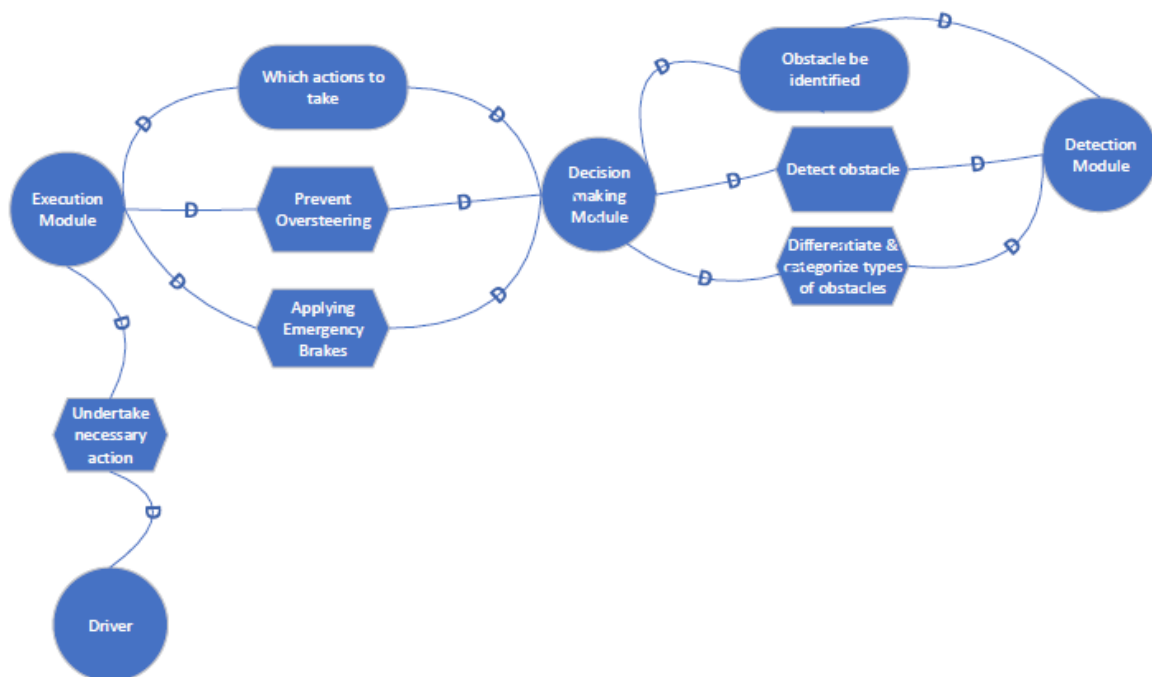 Which actions to
take
D
D
Execution
Module
D
Prevent
Oversteering
D
D
Applying
Emergency
Brakes
D
Decision
making
Module
D
Obstacle be
identified
D
D
Detect obstacle
D
Detection
Module
D
Differentiate &
categorize types
of obstacles
D
D
Undertake
necessary
action
D
Driver